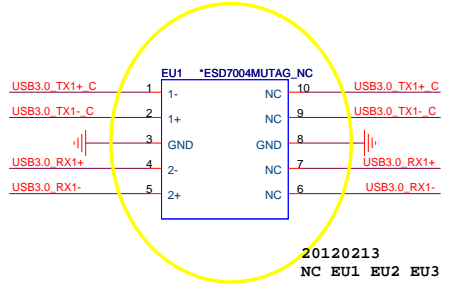 EU1 *ESD7004MUTAG_NC
USB3.0_TX1+_C 1 1- NC 10 USB3.0_TX1+_C
USB3.0_TX1-_C 2 1+ NC 9 USB3.0_TX1-_C
3 GND GND 8
USB3.0_RX1+ 4 2- NC 7 USB3.0_RX1+
USB3.0_RX1- 5 2+ NC 6 USB3.0_RX1-
20120213
NC EU1 EU2 EU3